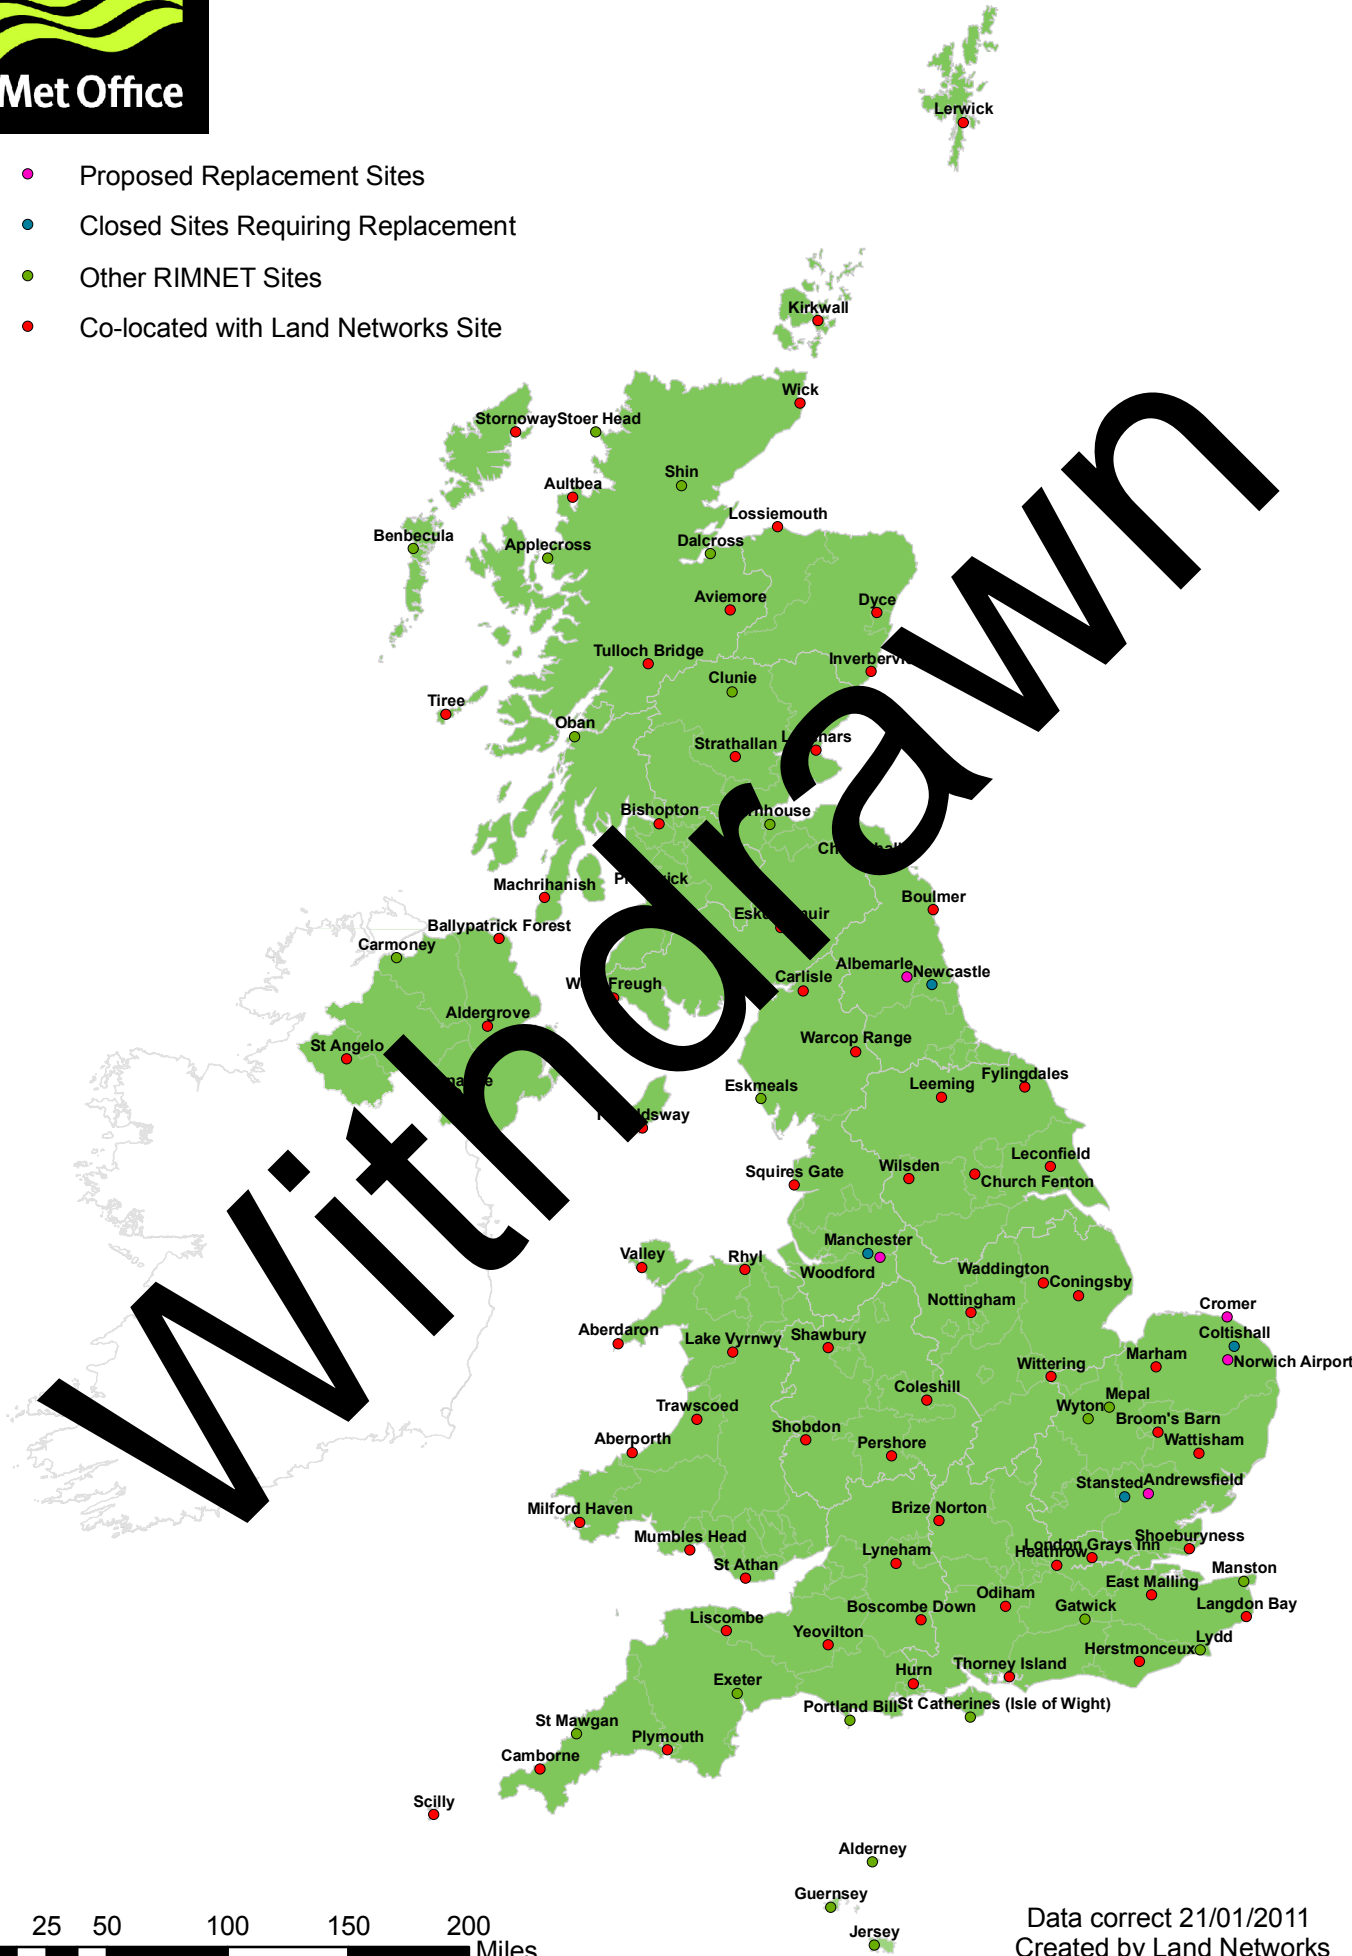 Met Office
Proposed Replacement Sites
Closed Sites Requiring Replacement
Other RIMNET Sites
Co-located with Land Networks Site
Lerwick
Kirkwall
Wick
Stornoway
Stoer Head
Shin
Aultbea
Lossiemouth
Benbecula
Applecross
Dalcross
Aviemore
Dyce
Tulloch Bridge
Clunie
Tiree
Oban
Strathallan
Bishopton
Machrihanish
Boulmer
Ballypatrick Forest
Carmoney
Albemarle
Newcastle
Carlisle
Freugh
Aldergrove
Warcop Range
St Angelo
Fylingdales
Leeming
Eskmeals
Leconfield
Wilsden
Squires Gate
Church Fenton
Manchester
Woodford
Valley
Rhyl
Waddington
Coningsby
Nottingham
Cromer
Coltishall
Norwich Airport
Aberdaron
Lake Vyrnwy
Shawbury
Marham
Wittering
Coleshill
Mepal
Wyton
Broom's Barn
Trawscoed
Shobdon
Wattisham
Aberporth
Pershore
Stansted
Andrewsfield
Milford Haven
Brize Norton
Mumbles Head
Shoeburyness
London Grays Inn
Heathrow
Lyneham
St Athan
Manston
East Malling
Odiham
Langdon Bay
Boscombe Down
Gatwick
Liscombe
Yeovilton
Lydd
Herstmonceux
Thorney Island
Hurn
Exeter
Portland Bill
St Catherines (Isle of Wight)
St Mawgan
Plymouth
Camborne
Scilly
Alderney
Guernsey
Jersey
Withdrawn
25 50 100 150 200
Miles
Data correct 21/01/2011
Created by Land Networks